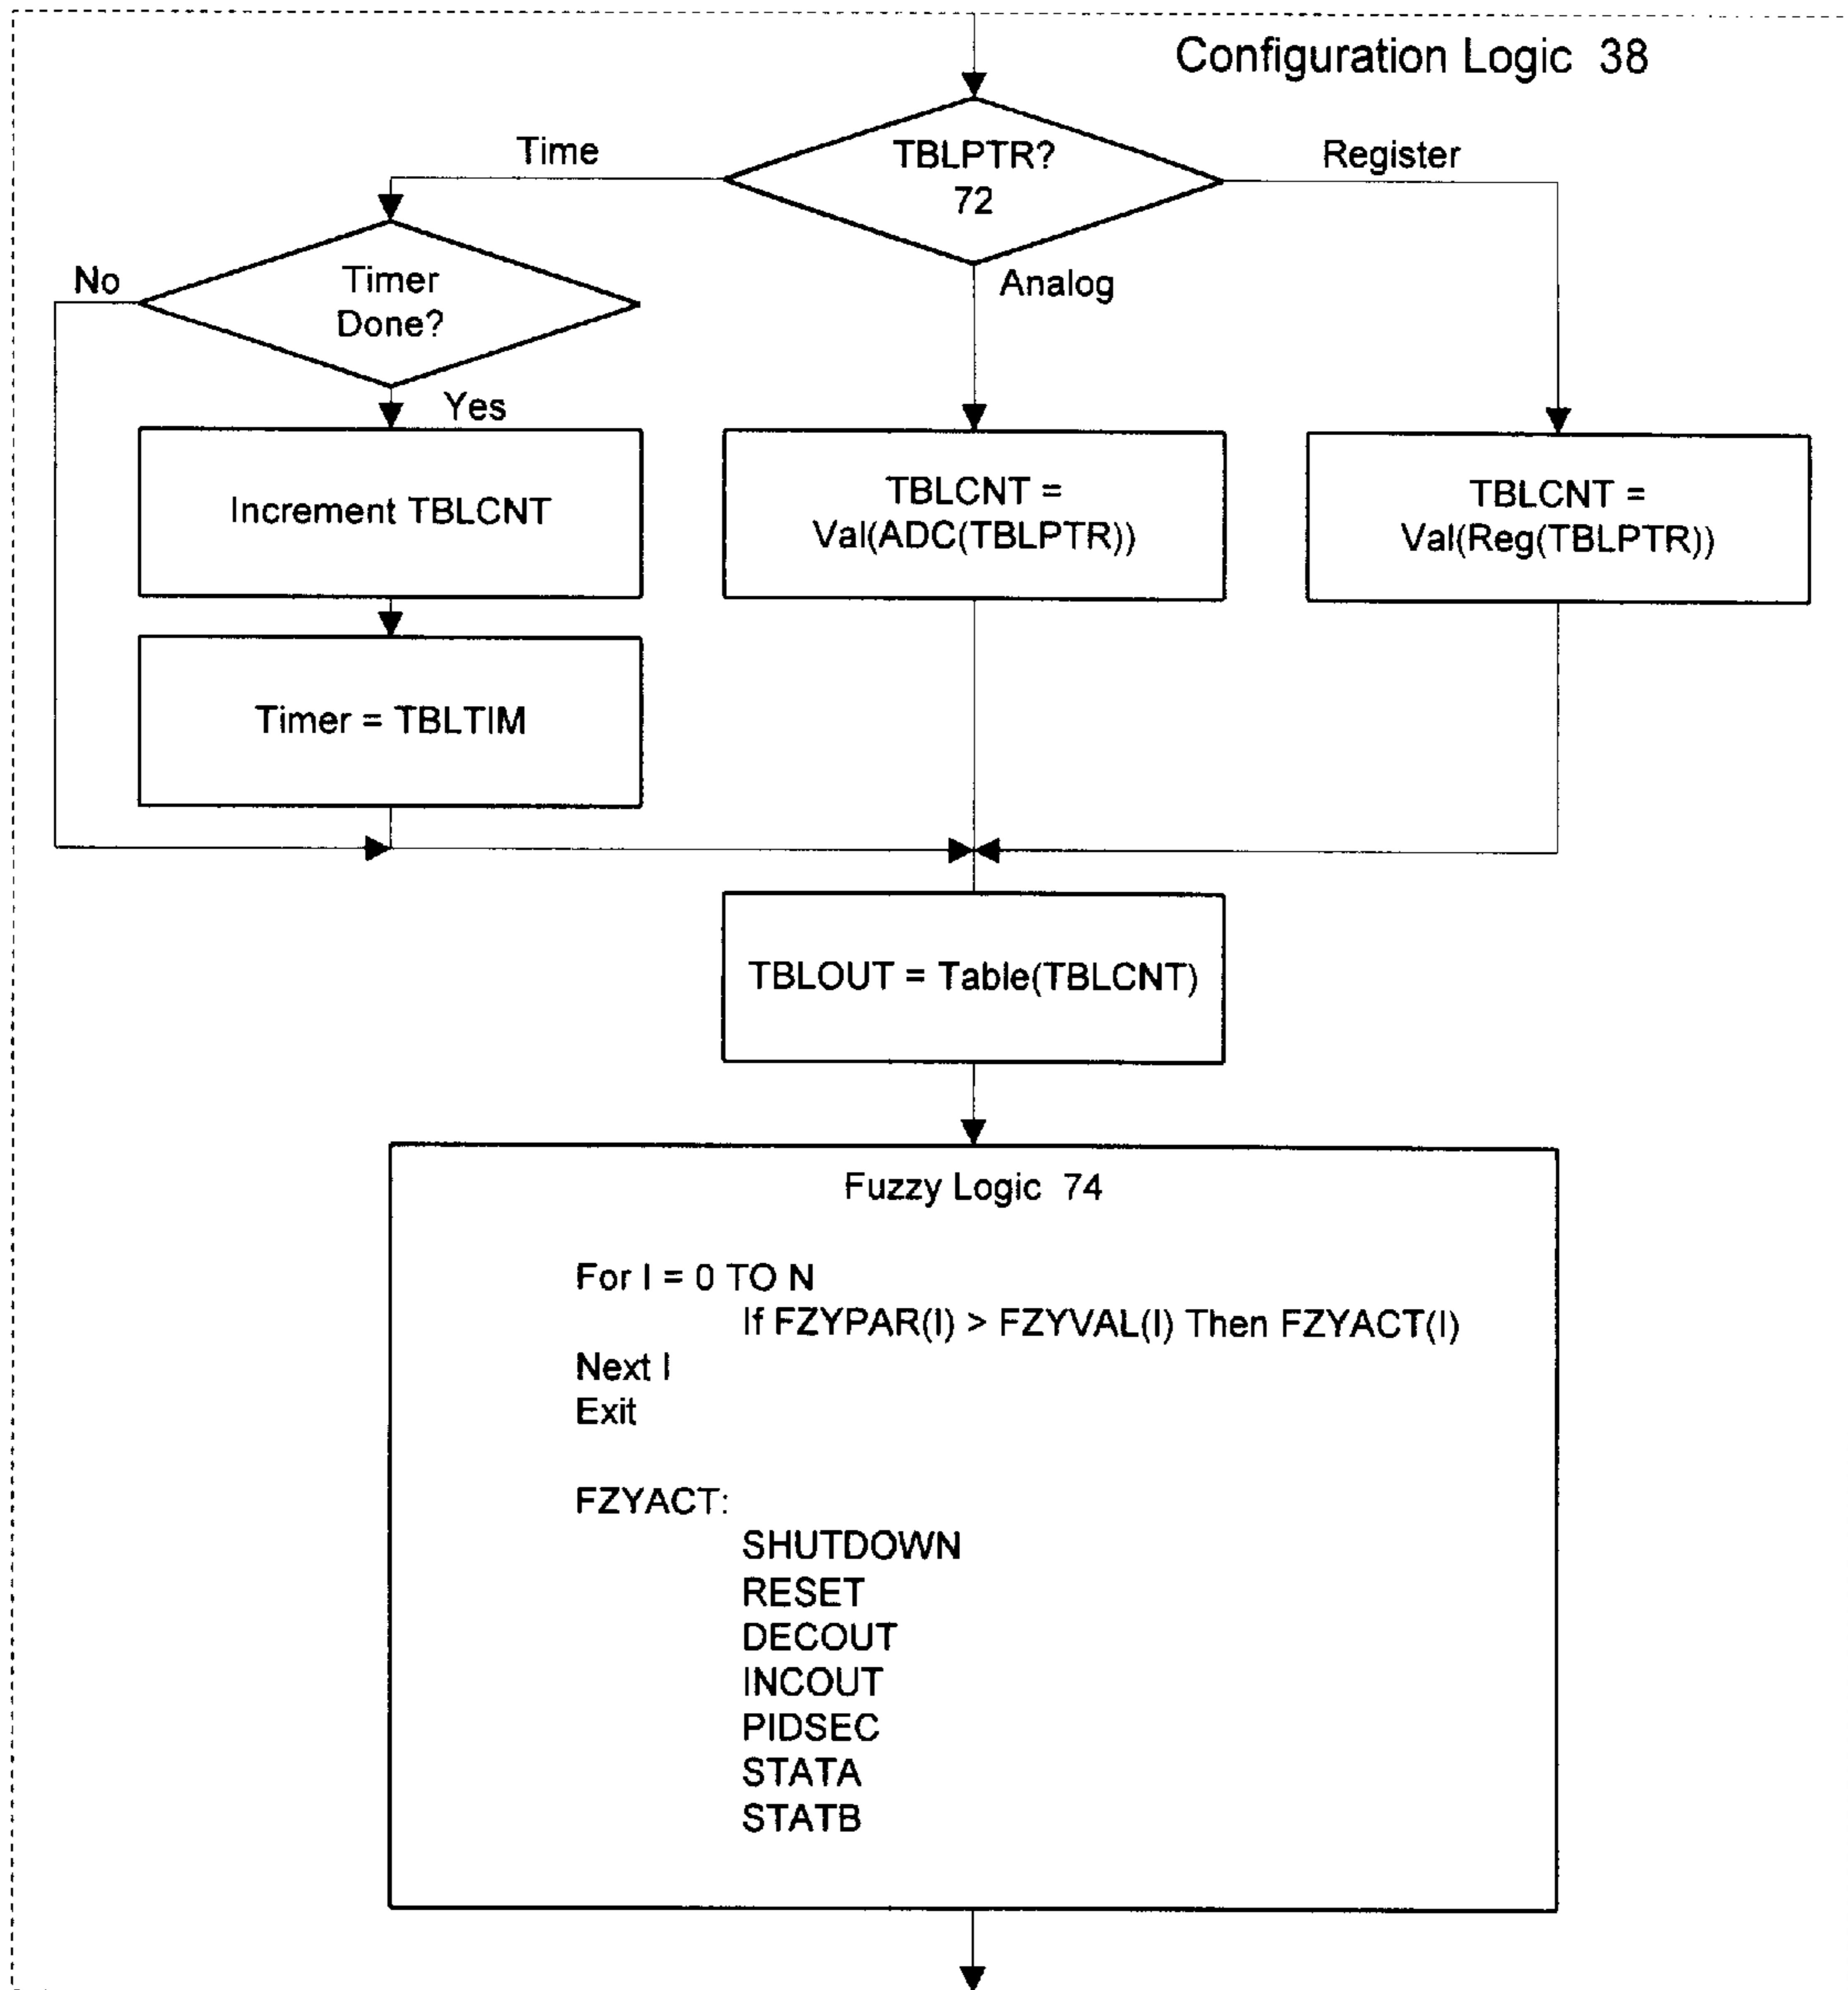 Configuration Logic 38
TBLPTR?
72
Time
Register
Analog
Timer
Done?
No
Yes
Increment TBLCNT
TBLCNT =
Val(ADC(TBLPTR))
TBLCNT =
Val(Reg(TBLPTR))
Timer = TBLTIM
TBLOUT = Table(TBLCNT)
Fuzzy Logic 74
For I = 0 TO N
If FZYPAR(I) > FZYVAL(I) Then FZYACT(I)
Next I
Exit
FZYACT:
SHUTDOWN
RESET
DECOUT
INCOUT
PIDSEC
STATA
STATB